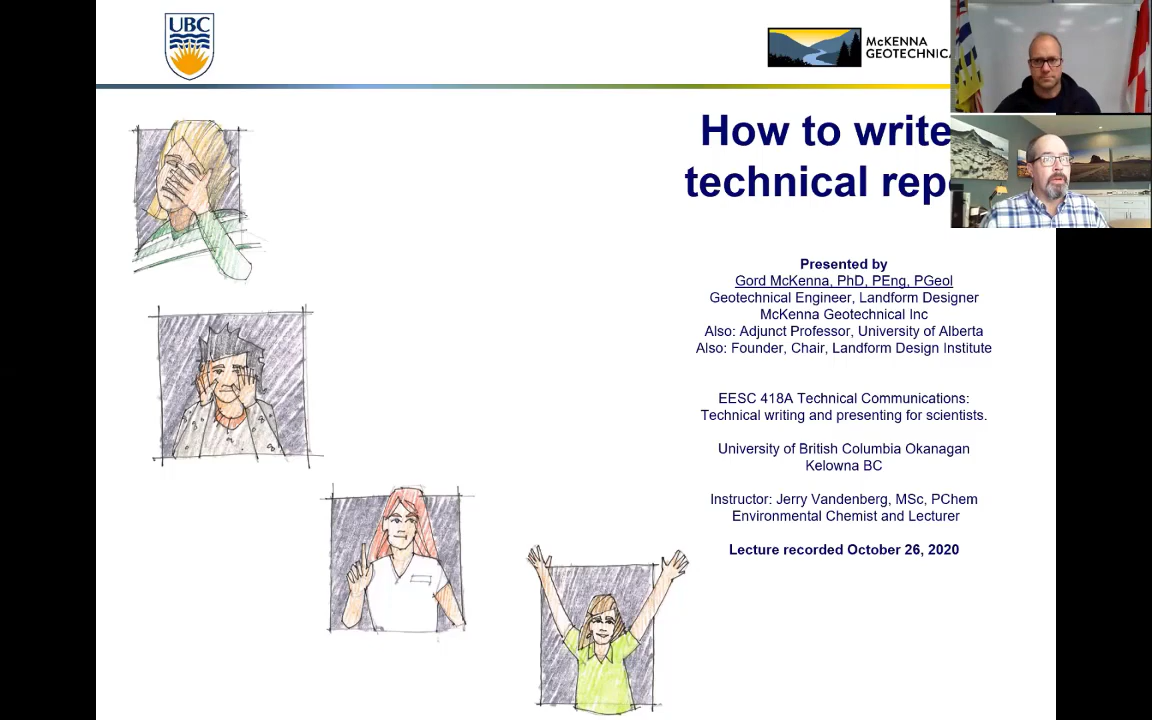 UBC
McKENNA
GEOTECHNICA
How to write
technical rep
Presented by
Gord McKenna, PhD, PEng, PGeol
Geotechnical Engineer, Landform Designer
McKenna Geotechnical Inc
Also: Adjunct Professor, University of Alberta
Also: Founder, Chair, Landform Design Institute
EESC 418A Technical Communications:
Technical writing and presenting for scientists.
University of British Columbia Okanagan
Kelowna BC
Instructor: Jerry Vandenberg, MSc, PChem
Environmental Chemist and Lecturer
Lecture recorded October 26, 2020